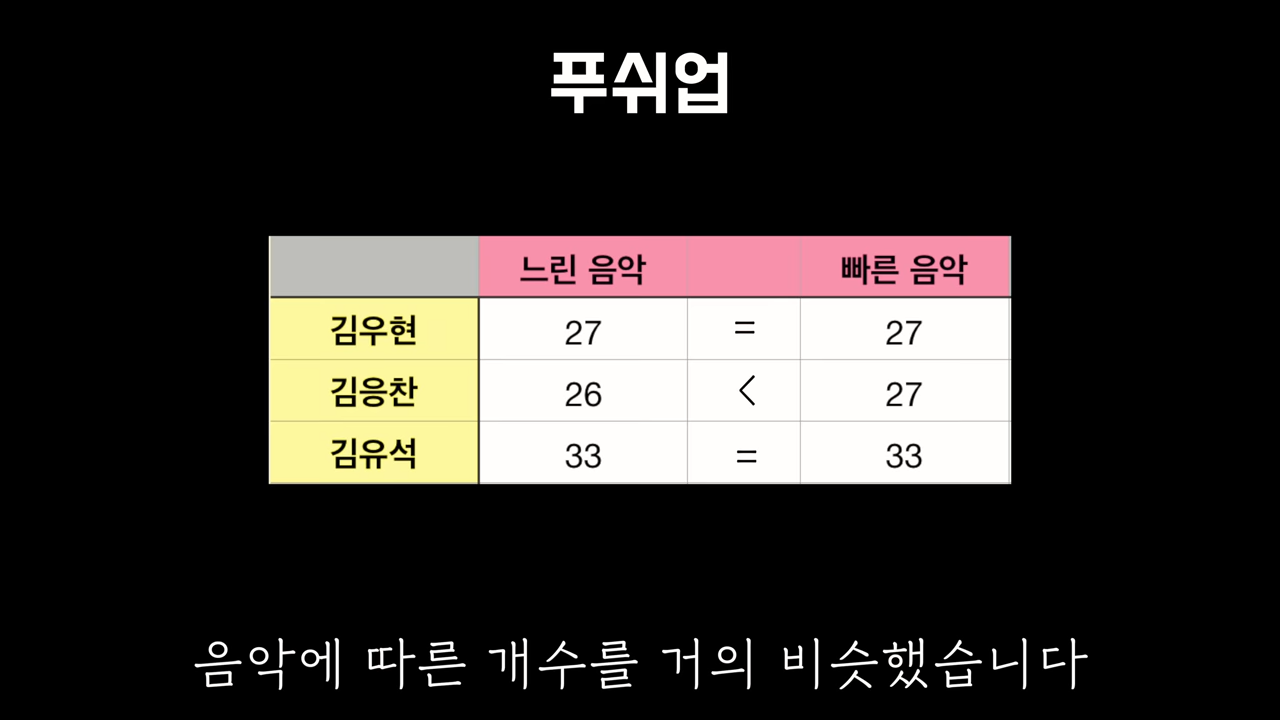 푸쉬업
느린 음악 빠른 음악
김우현 27 = 27
김응찬 26 < 27
김유석 33 = 33
음악에 따른 개수를 거의 비슷했습니다